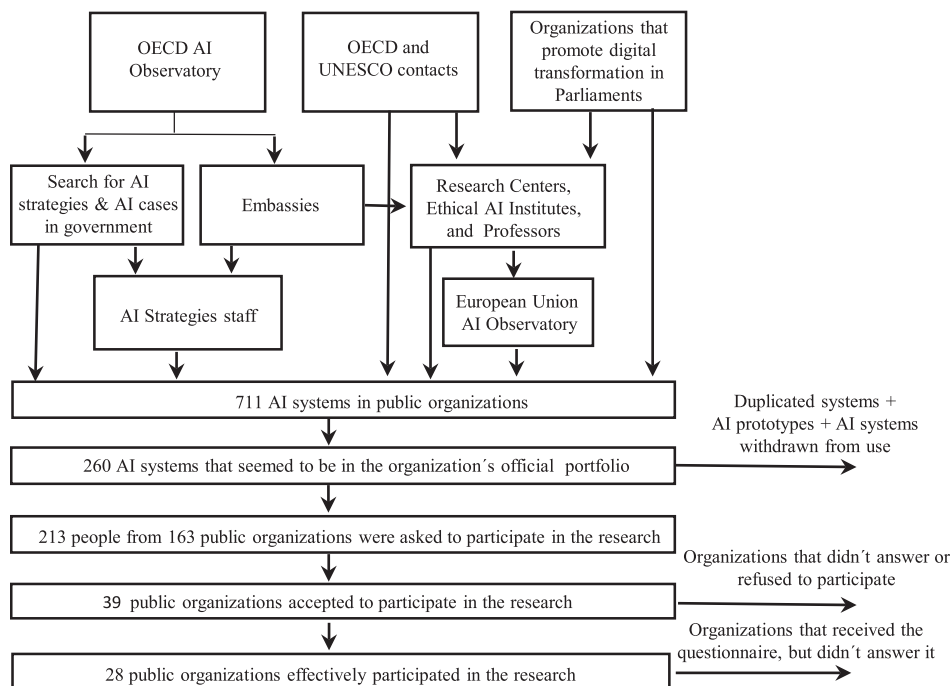 OECD AI
Observatory
OECD and
UNESCO contacts
Organizations that
promote digital
transformation in
Parliaments
Search for AI
strategies & AI cases
in government
Embassies
Research Centers,
Ethical AI Institutes,
and Professors
AI Strategies staff
European Union
AI Observatory
711 AI systems in public organizations
Duplicated systems +
AI prototypes + AI systems
withdrawn from use
260 AI systems that seemed to be in the organization´s official portfolio
213 people from 163 public organizations were asked to participate in the research
Organizations that didn´t answer or
refused to participate
39 public organizations accepted to participate in the research
Organizations that received the
questionnaire, but didn´t answer it
28 public organizations effectively participated in the research